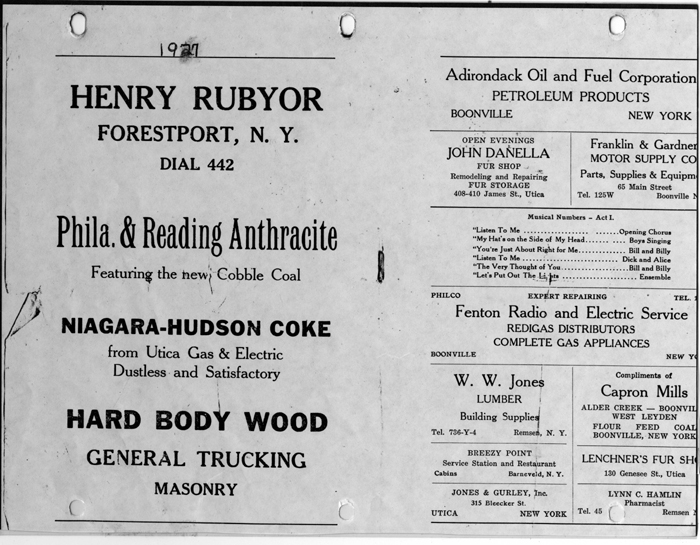 1927
HENRY RUBYOR
FORESTPORT, N. Y.
DIAL 442
Phila. & Reading Anthracite
Featuring the new Cobble Coal
NIAGARA-HUDSON COKE
from Utica Gas & Electric
Dustless and Satisfactory
HARD BODY WOOD
GENERAL TRUCKING
MASONRY
Adirondack Oil and Fuel Corporation
PETROLEUM PRODUCTS
BOONVILLE NEW YORK
OPEN EVENINGS
JOHN DANELLA
FUR SHOP
Remodeling and Repairing
FUR STORAGE
408-410 James St., Utica
Franklin & Gardner
MOTOR SUPPLY CO
Parts, Supplies & Equipm
65 Main Street
Tel. 125W Boonville N
Musical Numbers – Act I.
"Listen To Me ..................Opening Chorus
"My Hat's on the Side of My Head........... Boys Singing
"You're Just About Right for Me.............. Bill and Billy
"Listen To Me ............................ Dick and Alice
"The Very Thought of You................Bill and Billy
"Let's Put Out The Lights ..................... Ensemble
PHILCO EXPERT REPAIRING TEL.
Fenton Radio and Electric Service
REDIGAS DISTRIBUTORS
COMPLETE GAS APPLIANCES
BOONVILLE NEW YO
W. W. Jones
LUMBER
Building Supplies
Tel. 736-Y-4 Remsen, N. Y.
Compliments of
Capron Mills
ALDER CREEK — BOONVIL
WEST LEYDEN
FLOUR FEED COAL
BOONVILLE, NEW YORK
BREEZY POINT
Service Station and Restaurant
Cabins Barneveld, N. Y.
LENCHNER'S FUR SH
130 Genesee St., Utica
JONES & GURLEY, Inc.
315 Bleecker St.
UTICA NEW YORK
LYNN C. HAMLIN
Pharmacist
Tel. 45 Remsen N